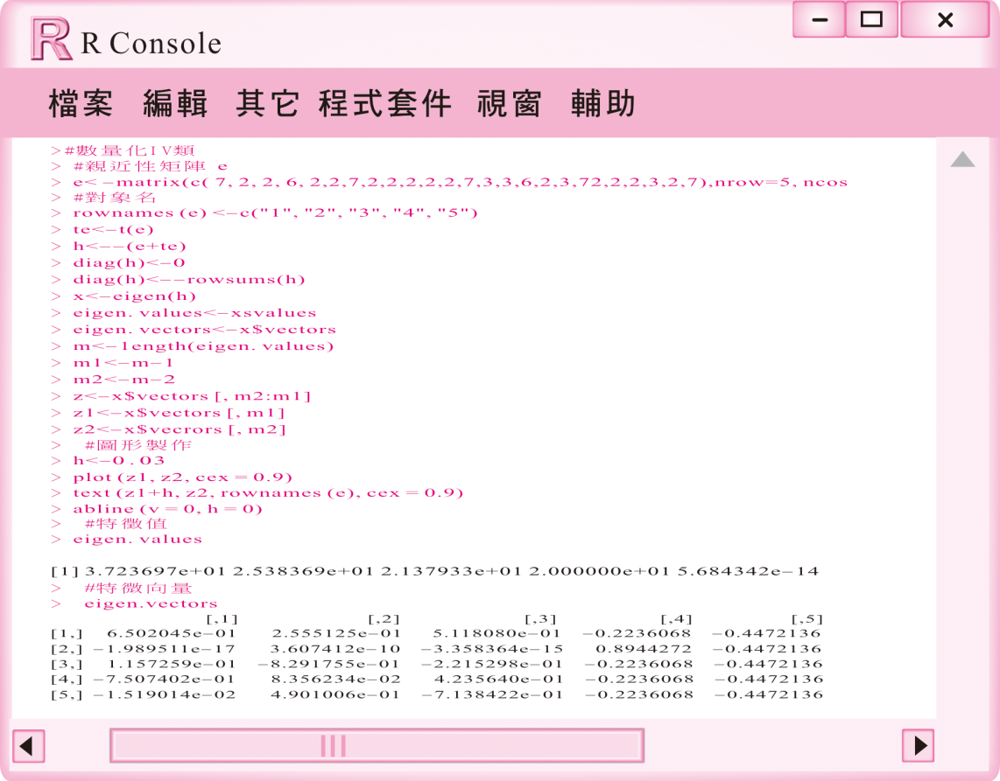 R R Console
檔案 編輯 其它 程式套件 視窗 輔助
>#數量化IV類
> #親近性矩陣 e
> e<−matrix(c( 7, 2, 2, 6, 2,2,7,2,2,2,2,2,7,3,3,6,2,3,72,2,2,3,2,7),nrow=5, ncos
> #對象名
> rownames (e) <−c("1", "2", "3", "4", "5")
> te<−t(e)
> h<−−(e+te)
> diag(h)<−0
> diag(h)<−−rowsums(h)
> x<−eigen(h)
> eigen. values<−xsvalues
> eigen. vectors<−x$vectors
> m<−1ength(eigen. values)
> m1<−m−1
> m2<−m−2
> z<−x$vectors [, m2:m1]
> z1<−x$vectors [, m1]
> z2<−x$vecrors [, m2]
> #圖形製作
> h<−0.03
> plot (z1, z2, cex = 0.9)
> text (z1+h, z2, rownames (e), cex = 0.9)
> abline (v = 0, h = 0)
> #特徵值
> eigen. values
[1] 3.723697e+01 2.538369e+01 2.137933e+01 2.000000e+01 5.684342e−14
> #特微向量
> eigen.vectors
[,1] [,2] [,3] [,4] [,5]
[1,] 6.502045e−01 2.555125e−01 5.118080e−01 −0.2236068 −0.4472136
[2,] −1.989511e−17 3.607412e−10 −3.358364e−15 0.8944272 −0.4472136
[3,] 1.157259e−01 −8.291755e−01 −2.215298e−01 −0.2236068 −0.4472136
[4,] −7.507402e−01 8.356234e−02 4.235640e−01 −0.2236068 −0.4472136
[5,] −1.519014e−02 4.901006e−01 −7.138422e−01 −0.2236068 −0.4472136